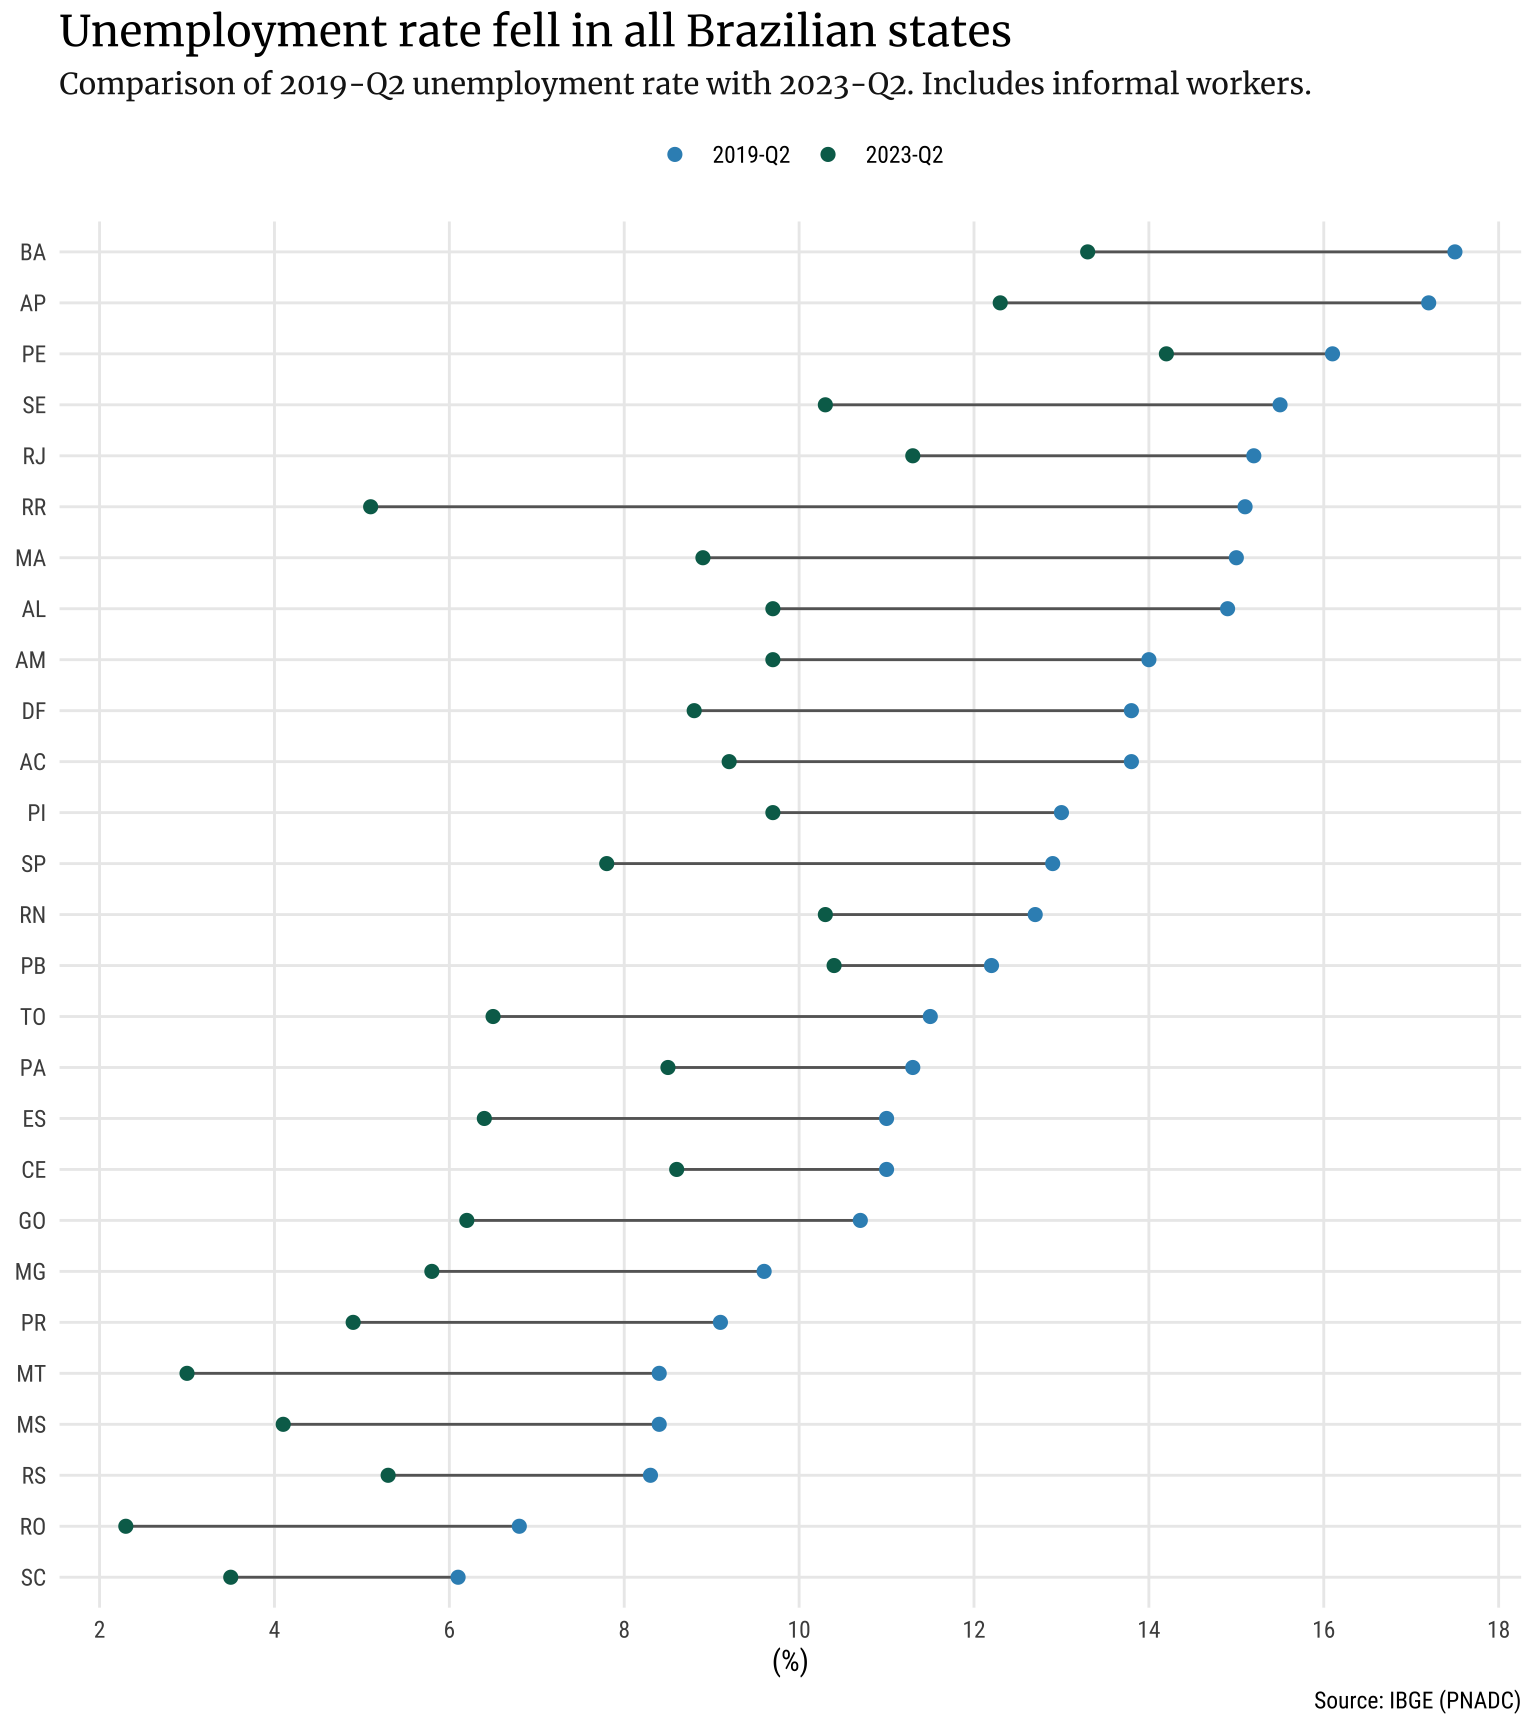 Unemployment rate fell in all Brazilian states
Comparison of 2019-Q2 unemployment rate with 2023-Q2. Includes informal workers.
2019-Q2 2023-Q2
BA
AP
PE
SE
RJ
RR
MA
AL
AM
DF
AC
PI
SP
RN
PB
TO
PA
ES
CE
GO
MG
PR
MT
MS
RS
RO
SC
2 4 6 8 10 12 14 16 18
(%)
Source: IBGE (PNADC)